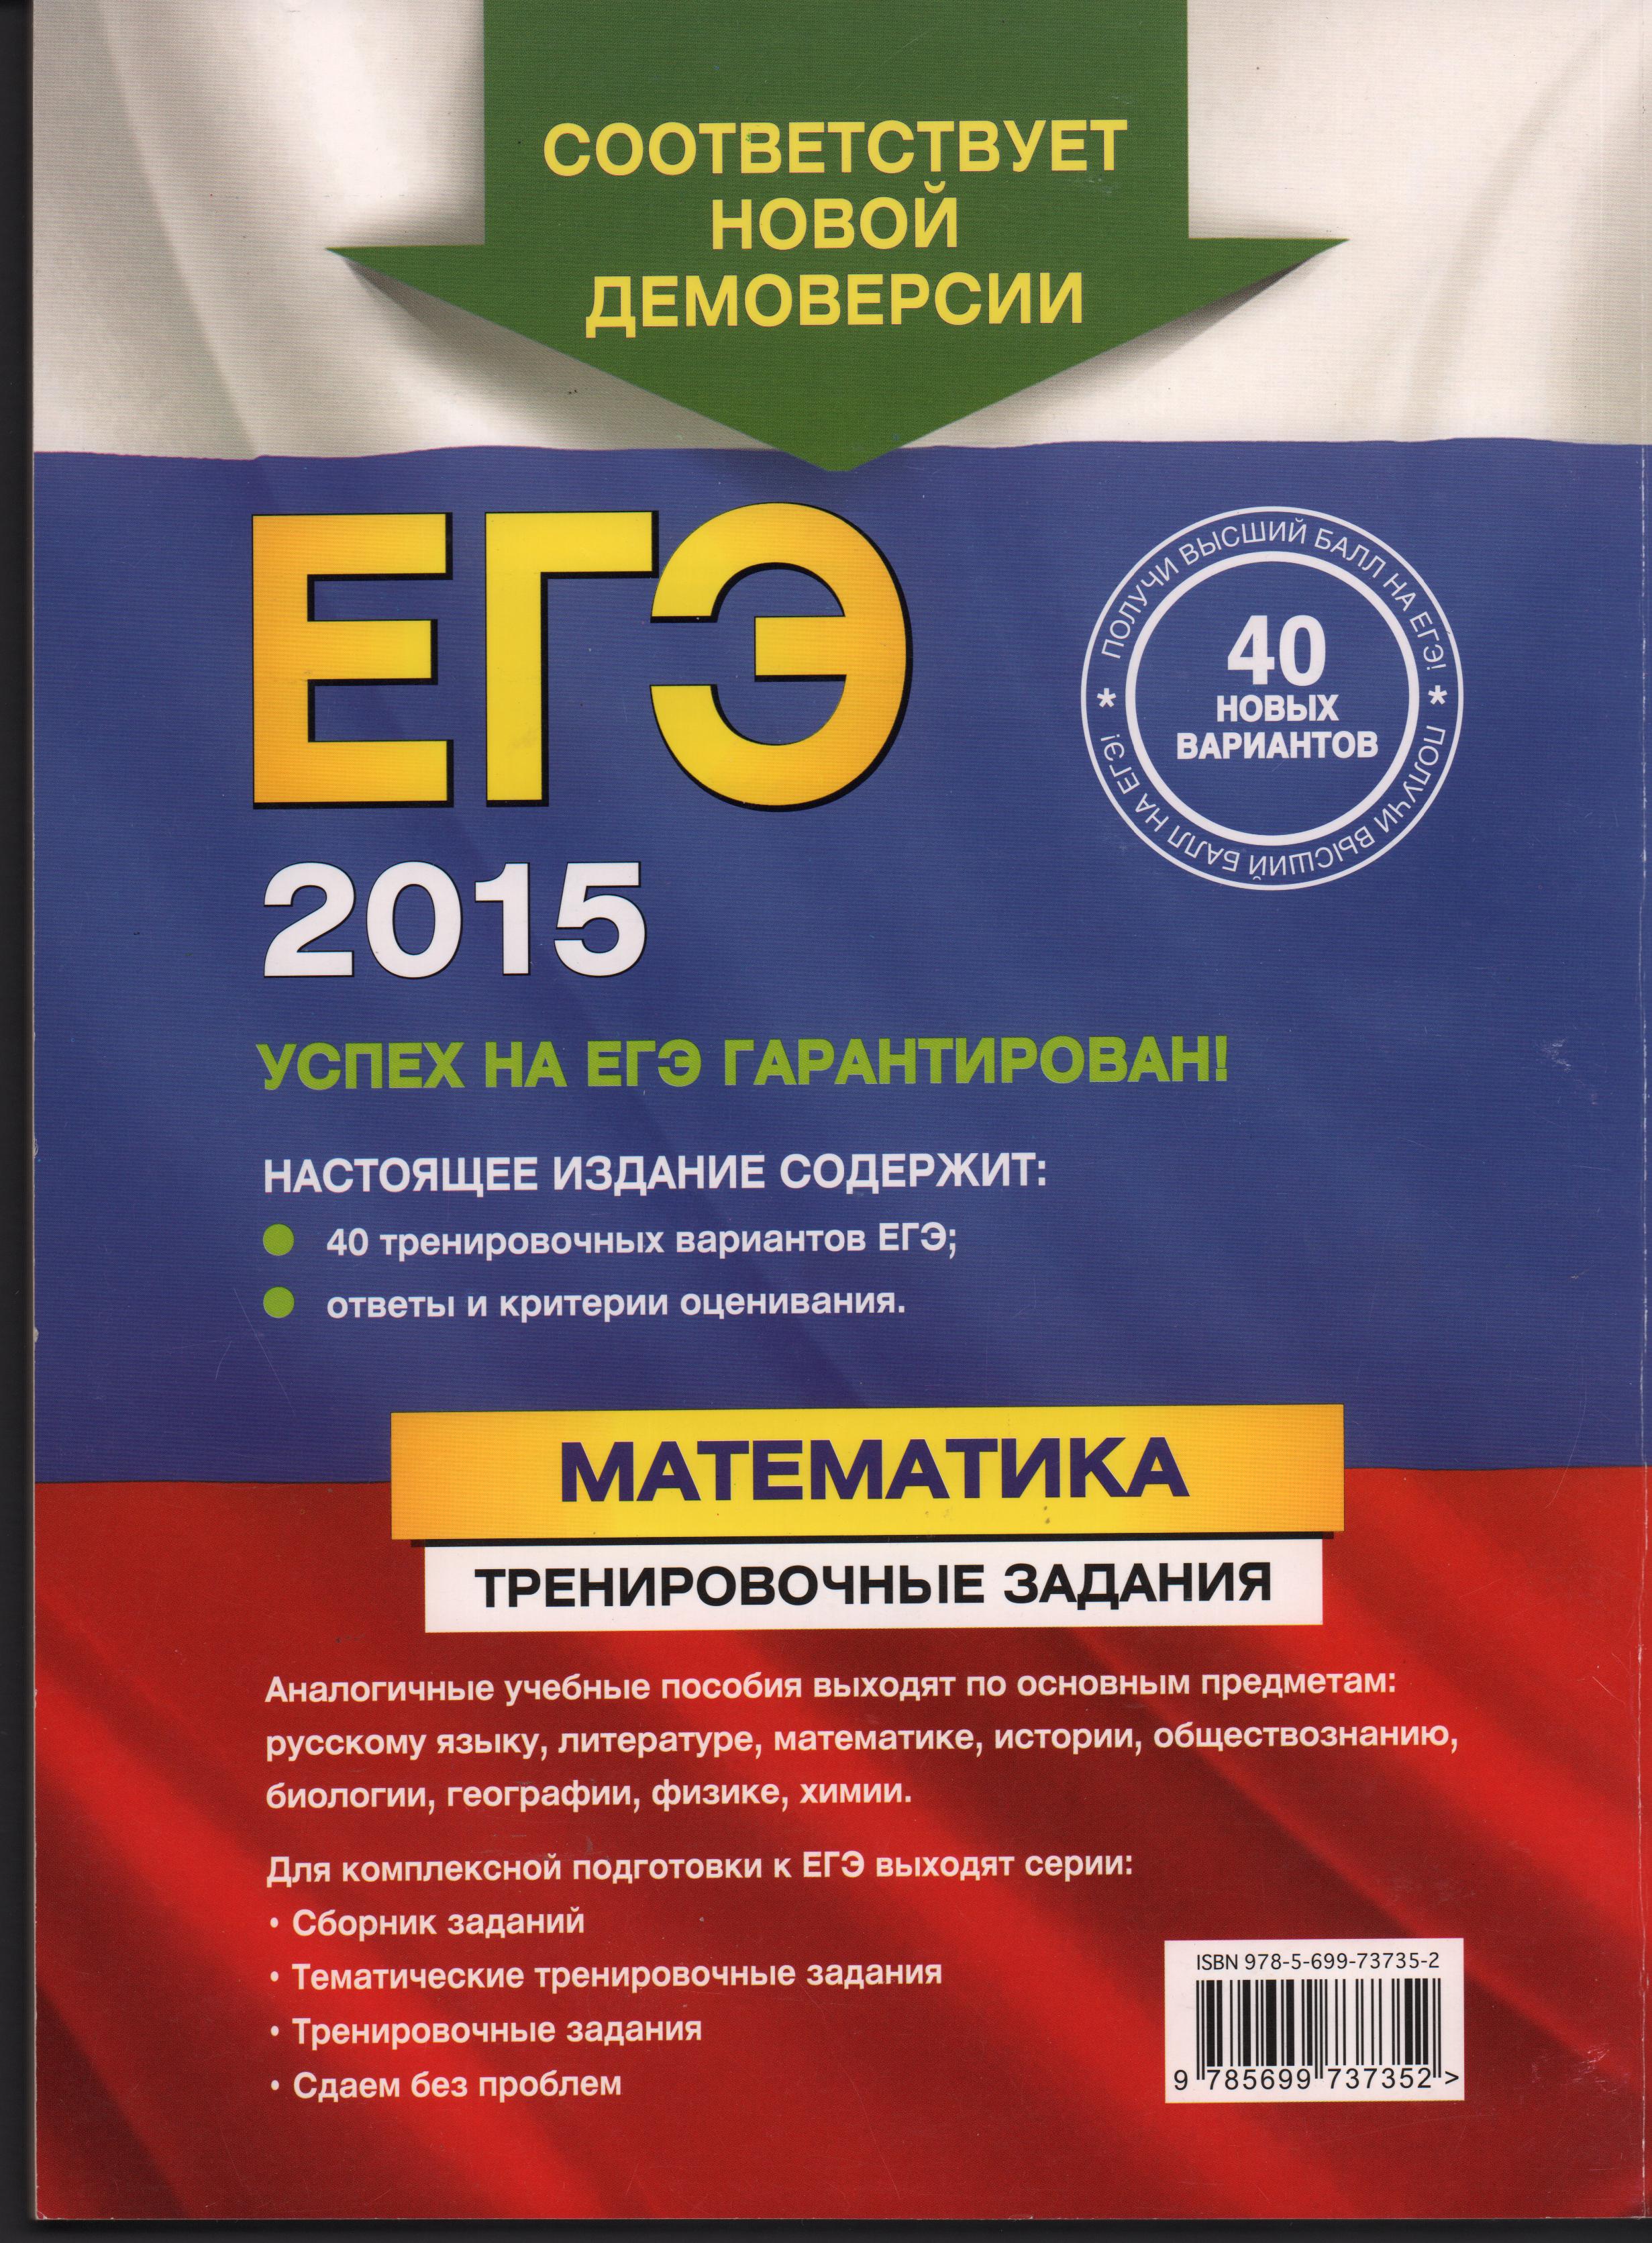 СООТВЕТСТВУЕТ
НОВОЙ
ДЕМОВЕРСИИ
ЕГЭ
ПОЛУЧИ ВЫСШИЙ БАЛЛ НА ЕГЭ!
* ПОЛУЧИ ВЫСШИЙ БАЛЛ НА ЕГЭ! *
40
НОВЫХ
ВАРИАНТОВ
2015
УСПЕХ НА ЕГЭ ГАРАНТИРОВАН!
НАСТОЯЩЕЕ ИЗДАНИЕ СОДЕРЖИТ:
40 тренировочных вариантов ЕГЭ;
ответы и критерии оценивания.
МАТЕМАТИКА
ТРЕНИРОВОЧНЫЕ ЗАДАНИЯ
Аналогичные учебные пособия выходят по основным предметам:
русскому языку, литературе, математике, истории, обществознанию,
биологии, географии, физике, химии.
Для комплексной подготовки к ЕГЭ выходят серии:
• Сборник заданий
• Тематические тренировочные задания
• Тренировочные задания
• Сдаем без проблем
ISBN 978-5-699-73735-2
9 785699 737352 >